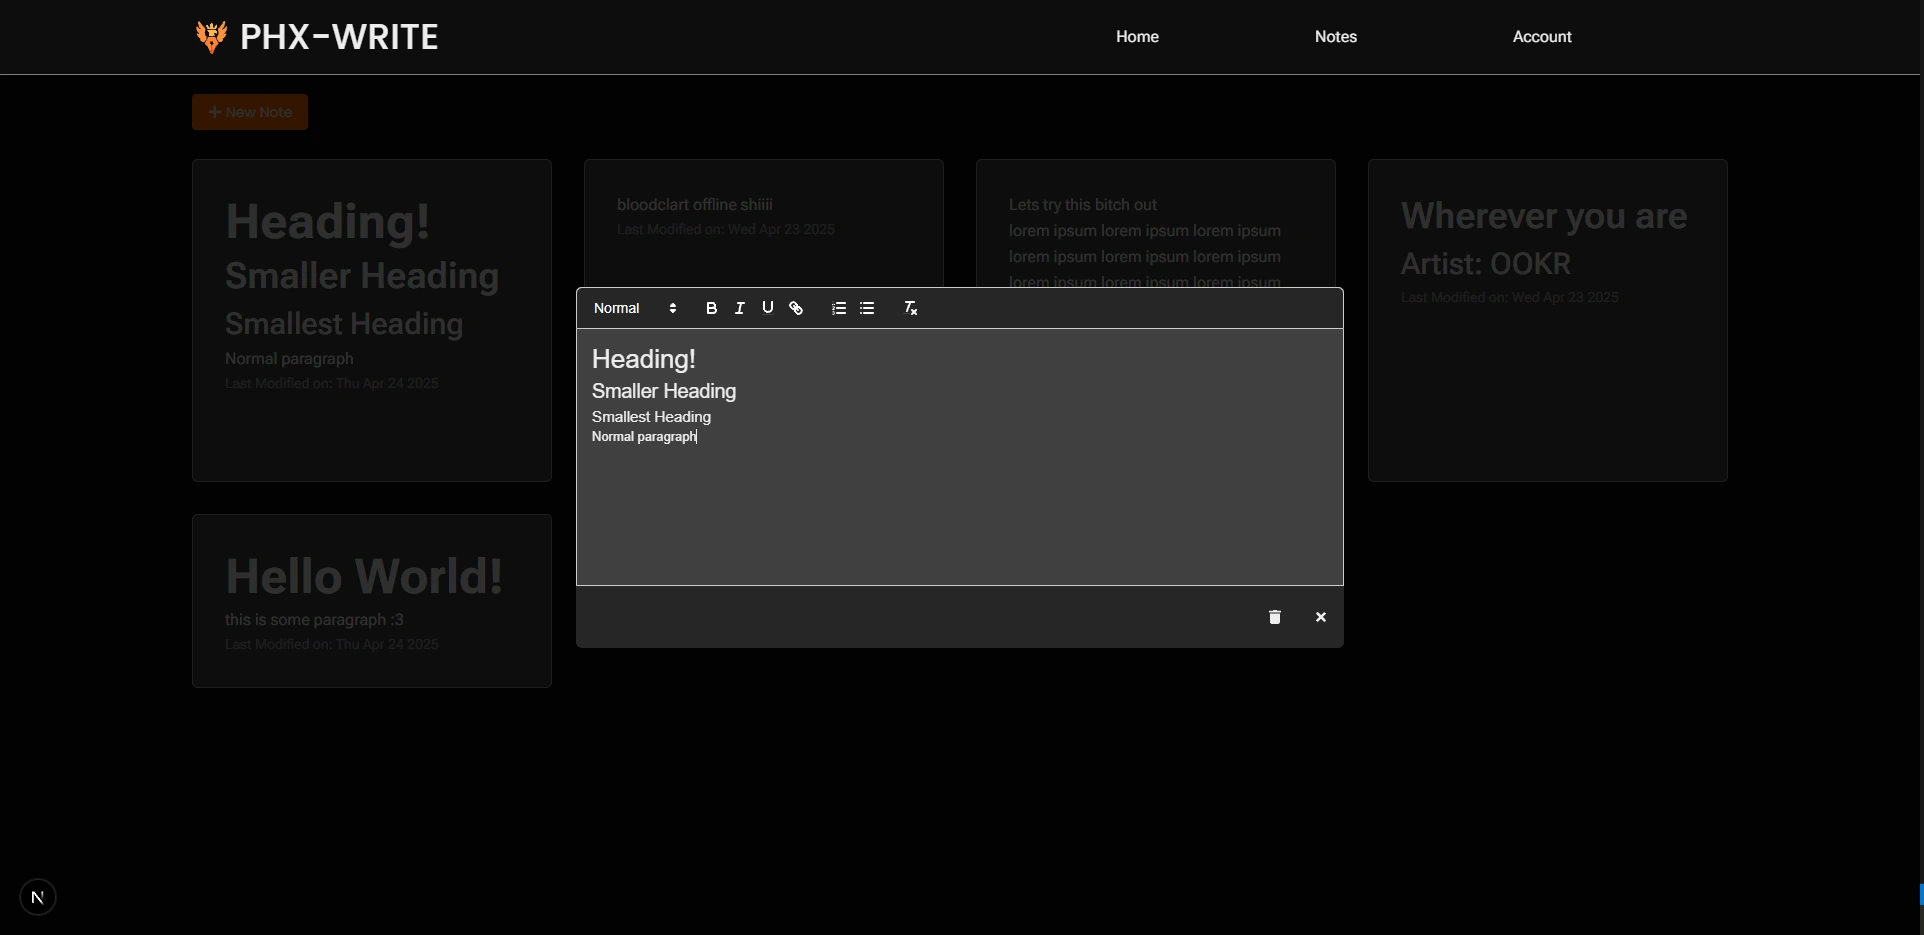 PHX-WRITE
Home
Notes
Account
New Note
Heading!
Smaller Heading
Smallest Heading
Normal paragraph
Last Modified on: Thu Apr 24 2025
bloodclart offline shiiii
Last Modified on: Wed Apr 23 2025
Lets try this bitch out
lorem ipsum lorem ipsum lorem ipsum
lorem ipsum lorem ipsum lorem ipsum
lorem ipsum lorem ipsum lorem ipsum
Wherever you are
Artist: OOKR
Last Modified on: Wed Apr 23 2025
Normal
B I U
Heading!
Smaller Heading
Smallest Heading
Normal paragraph
Hello World!
this is some paragraph :3
Last Modified on: Thu Apr 24 2025
N